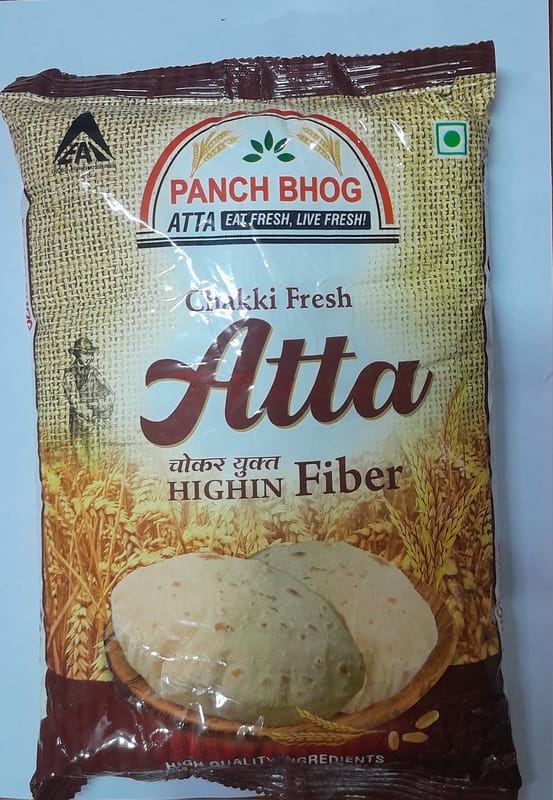 PANCH BHOG
ATTA EAT FRESH, LIVE FRESH!
Chakki Fresh
Atta
चोकर युक्त
HIGHIN Fiber
HIGH QUALITY INGREDIENTS